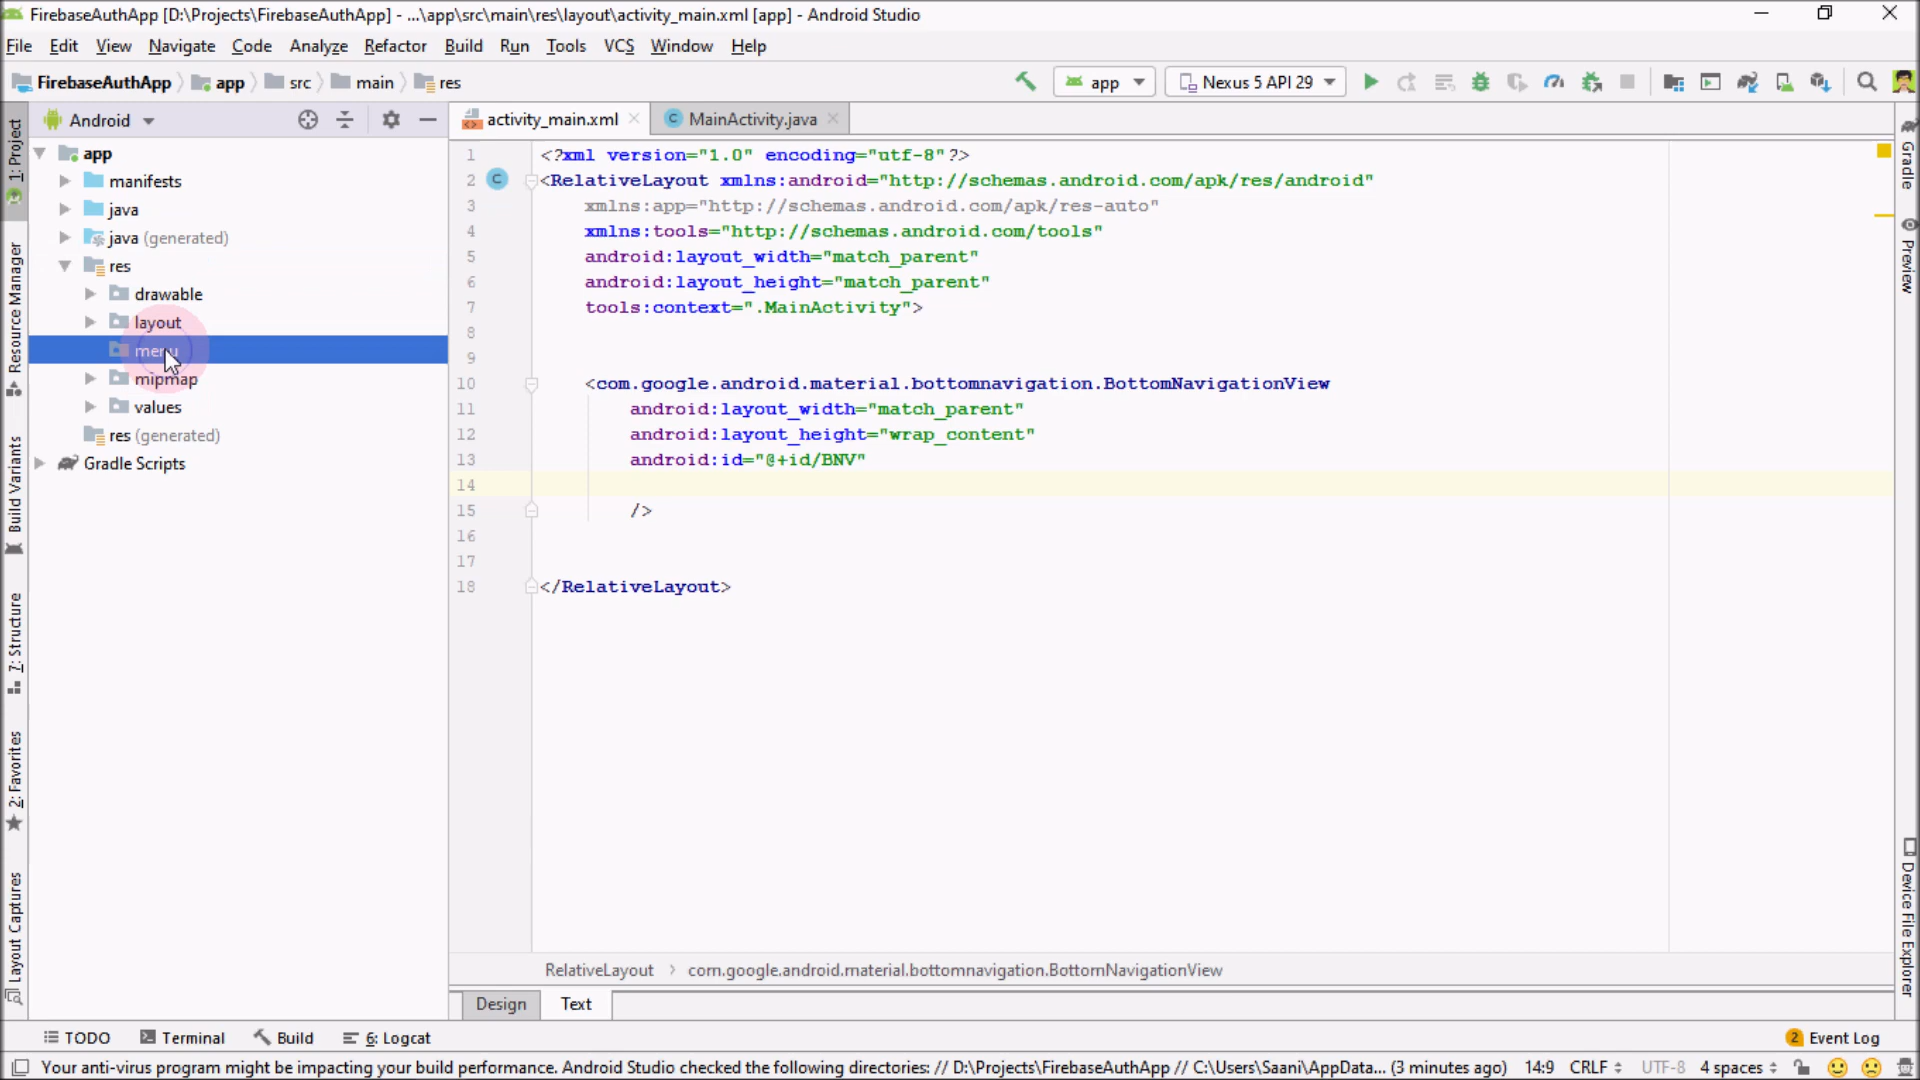 FirebaseAuthApp [D:\Projects\FirebaseAuthApp] - ...\app\src\main\res\layout\activity_main.xml [app] - Android Studio
File Edit View Navigate Code Analyze Refactor Build Run Tools VCS Window Help
FirebaseAuthApp app src main res app Nexus 5 API 29
Android
app
manifests
java
java (generated)
res
drawable
layout
menu
mipmap
values
res (generated)
Gradle Scripts
1: Project
Resource Manager
Build Variants
7: Structure
2: Favorites
Layout Captures
activity_main.xml MainActivity.java
1 <?xml version="1.0" encoding="utf-8"?>
2 <RelativeLayout xmlns:android="http://schemas.android.com/apk/res/android"
3 xmlns:app="http://schemas.android.com/apk/res-auto"
4 xmlns:tools="http://schemas.android.com/tools"
5 android:layout_width="match_parent"
6 android:layout_height="match_parent"
7 tools:context=".MainActivity">
8
9
10 <com.google.android.material.bottomnavigation.BottomNavigationView
11 android:layout_width="match_parent"
12 android:layout_height="wrap_content"
13 android:id="@+id/BNV"
14
15 />
16
17
18 </RelativeLayout>
Gradle
Preview
Device File Explorer
RelativeLayout com.google.android.material.bottomnavigation.BottomNavigationView
Design Text
TODO Terminal Build 6: Logcat 2 Event Log
Your anti-virus program might be impacting your build performance. Android Studio checked the following directories: // D:\Projects\FirebaseAuthApp // C:\Users\Saani\AppData... (3 minutes ago) 14:9 CRLF UTF-8 4 spaces